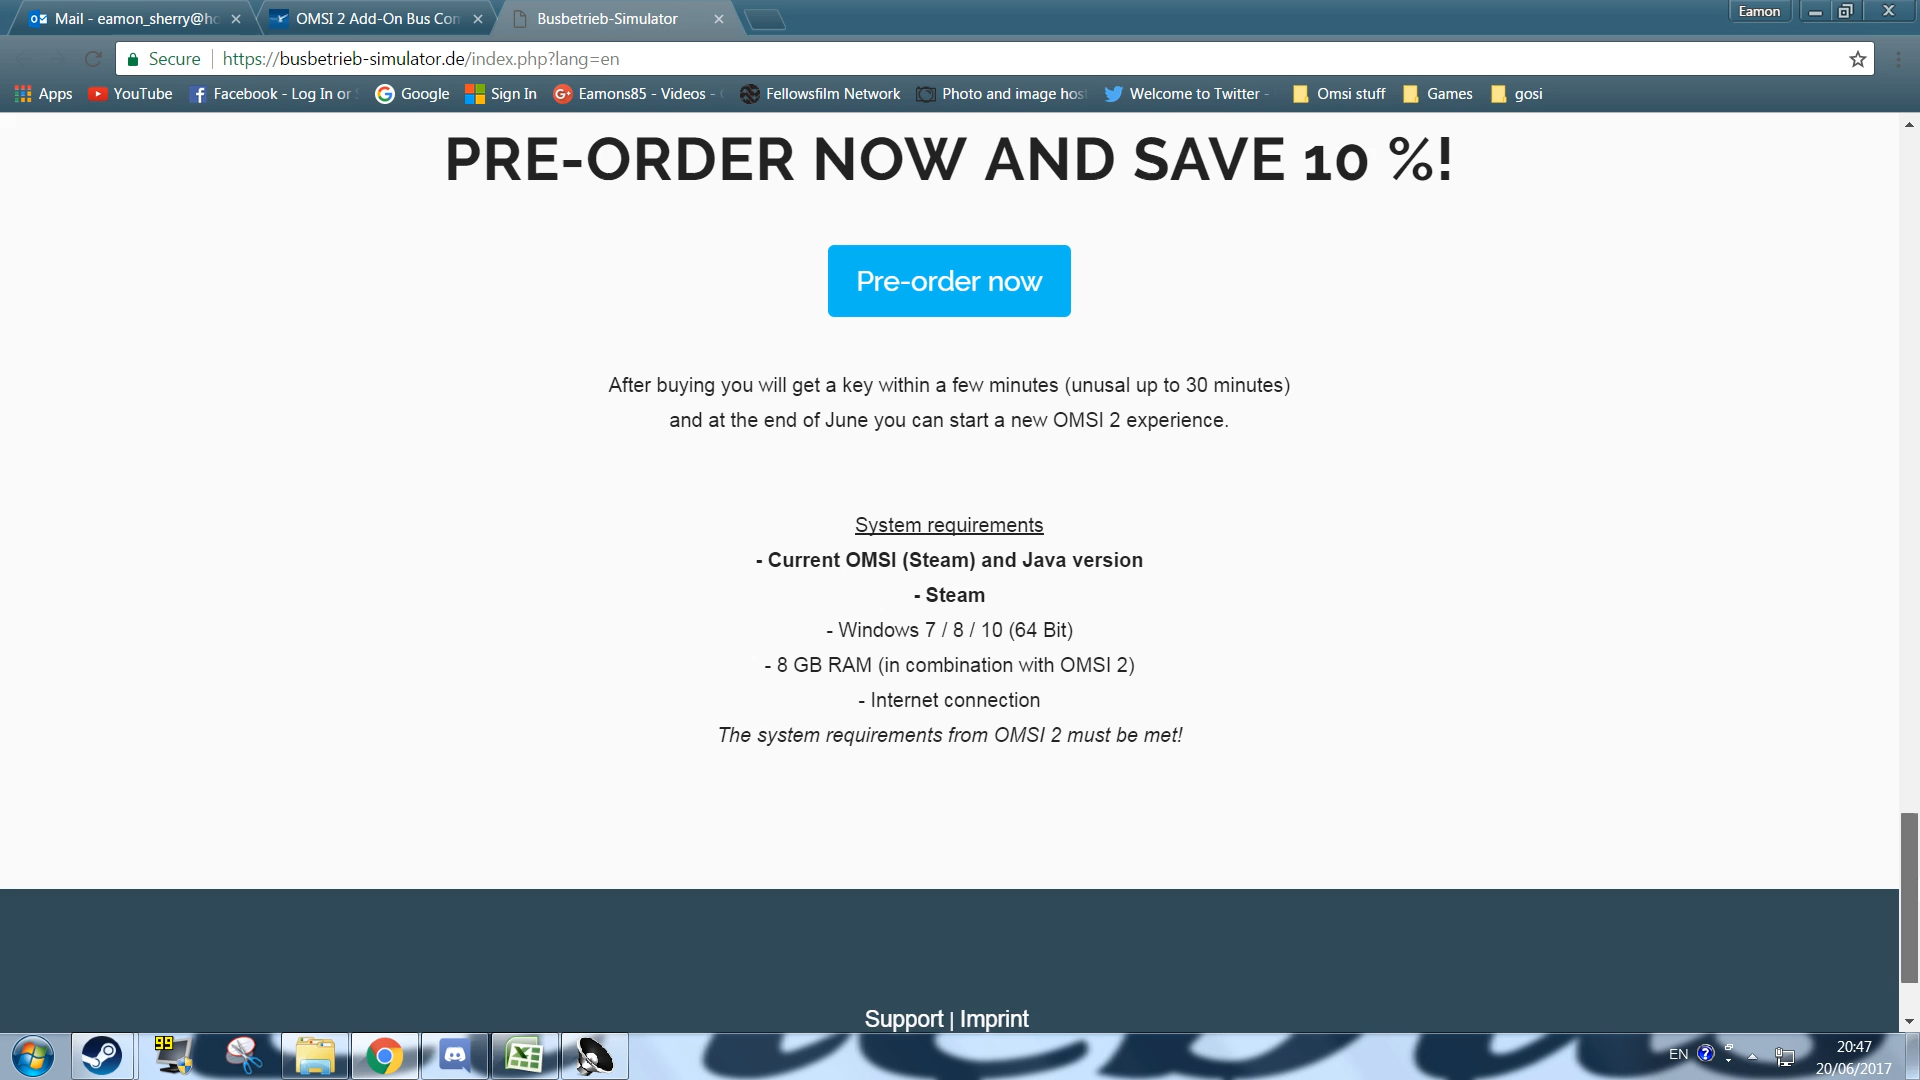 Mail - eamon_sherry@ho
OMSI 2 Add-On Bus Con
Busbetrieb-Simulator
Eamon
Secure
https://busbetrieb-simulator.de/index.php?lang=en
Apps
YouTube
Facebook - Log In or
Google
Sign In
Eamons85 - Videos -
Fellowsfilm Network
Photo and image hos
Welcome to Twitter -
Omsi stuff
Games
gosi
PRE-ORDER NOW AND SAVE 10 %!
Pre-order now
After buying you will get a key within a few minutes (unusal up to 30 minutes)
and at the end of June you can start a new OMSI 2 experience.
System requirements
- Current OMSI (Steam) and Java version
- Steam
- Windows 7 / 8 / 10 (64 Bit)
- 8 GB RAM (in combination with OMSI 2)
- Internet connection
The system requirements from OMSI 2 must be met!
Support | Imprint
99
EN
20:47
20/06/2017